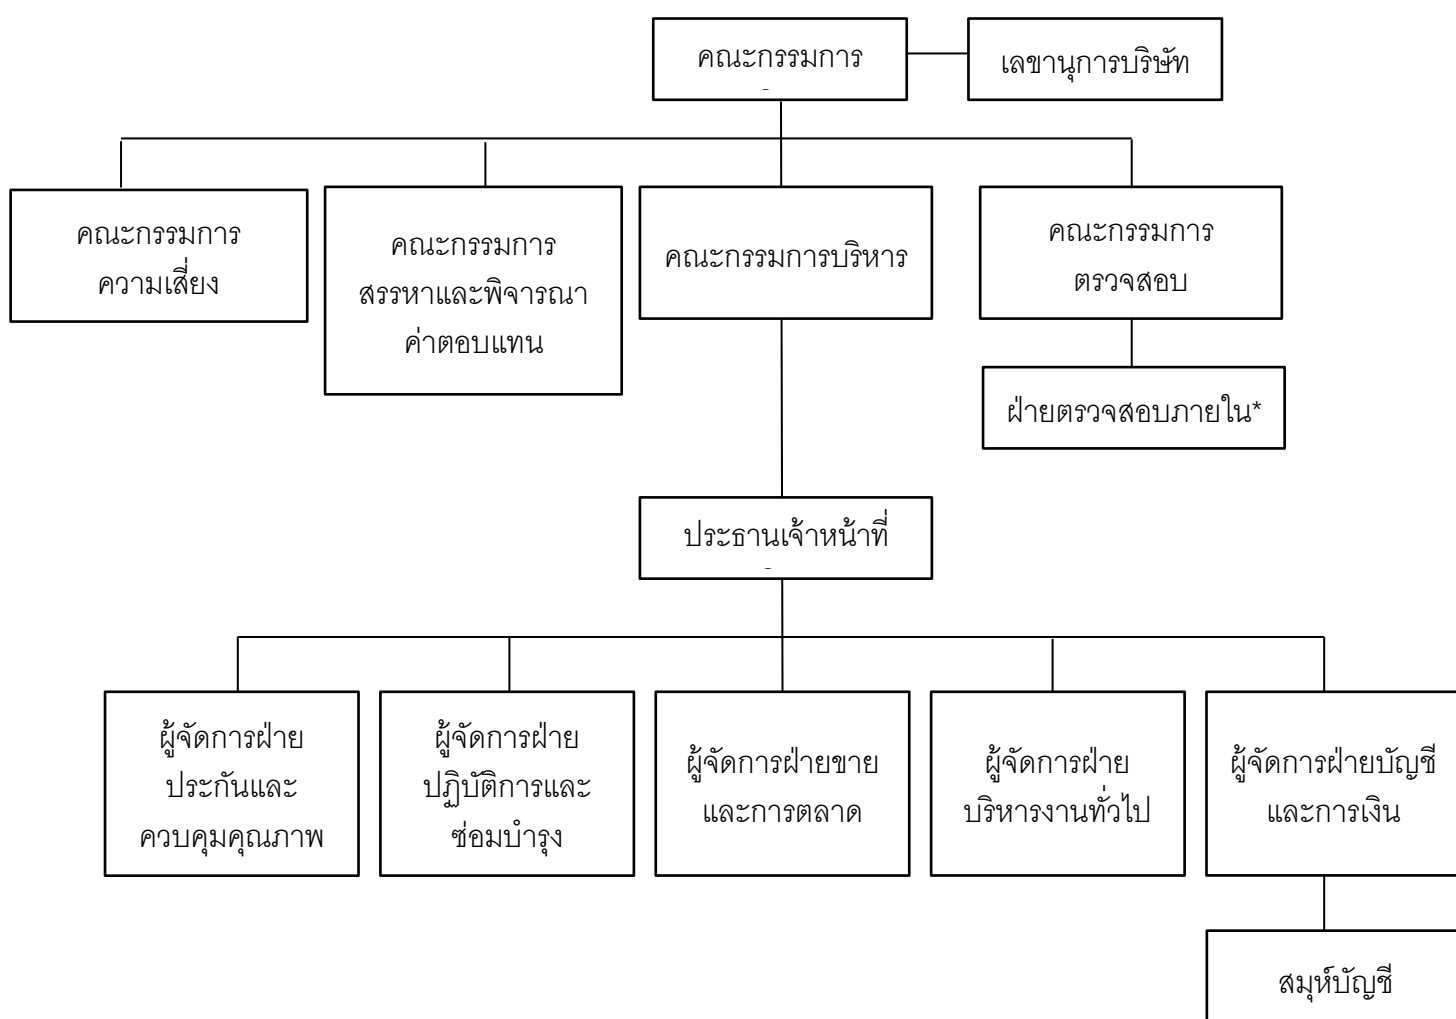 คณะกรรมการ
เลขานุการบริษัท
คณะกรรมการ
ความเสี่ยง
คณะกรรมการ
สรรหาและพิจารณา
ค่าตอบแทน
คณะกรรมการบริหาร
คณะกรรมการ
ตรวจสอบ
ฝ่ายตรวจสอบภายใน*
ประธานเจ้าหน้าที่
ผู้จัดการฝ่าย
ประกันและ
ควบคุมคุณภาพ
ผู้จัดการฝ่าย
ปฏิบัติการและ
ซ่อมบำรุง
ผู้จัดการฝ่ายขาย
และการตลาด
ผู้จัดการฝ่าย
บริหารงานทั่วไป
ผู้จัดการฝ่ายบัญชี
และการเงิน
สมุห์บัญชี